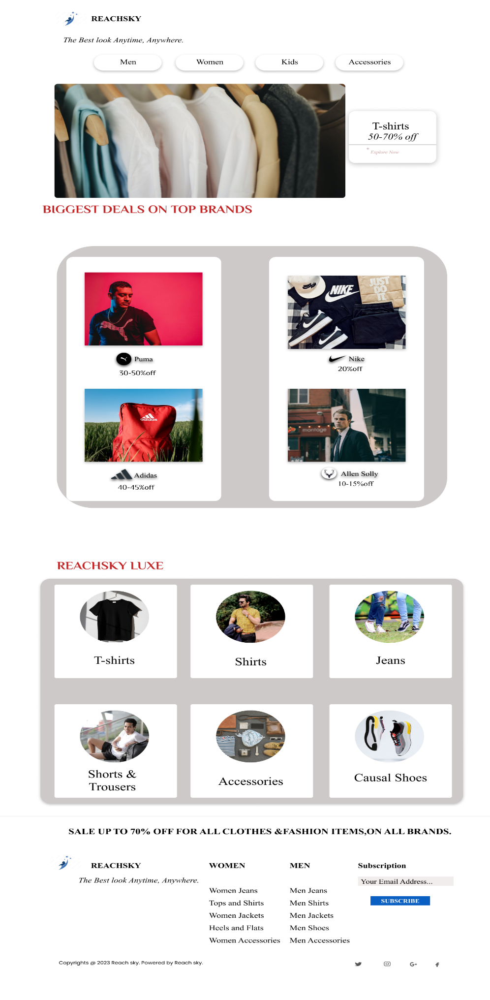 REACHSKY
The Best look Anytime, Anywhere.
Men
Women
Kids
Accessories
T-shirts
50-70% off
+ Explore Now
BIGGEST DEALS ON TOP BRANDS
NIKE
JUST
DO
IT
NIKE
AIR
Puma
30-50%off
Nike
20%off
adidas
montage
Adidas
40-45%off
Allen Solly
10-15%off
REACHSKY LUXE
T-shirts
Shirts
Jeans
Shorts &
Trousers
Accessories
Causal Shoes
SALE UP TO 70% OFF FOR ALL CLOTHES &FASHION ITEMS,ON ALL BRANDS.
REACHSKY
The Best look Anytime, Anywhere.
WOMEN
Women Jeans
Tops and Shirts
Women Jackets
Heels and Flats
Women Accessories
MEN
Men Jeans
Men Shirts
Men Jackets
Men Shoes
Men Accessories
Subscription
Your Email Address...
SUBSCRIBE
Copyrights @ 2023 Reach sky. Powered by Reach sky.
G+